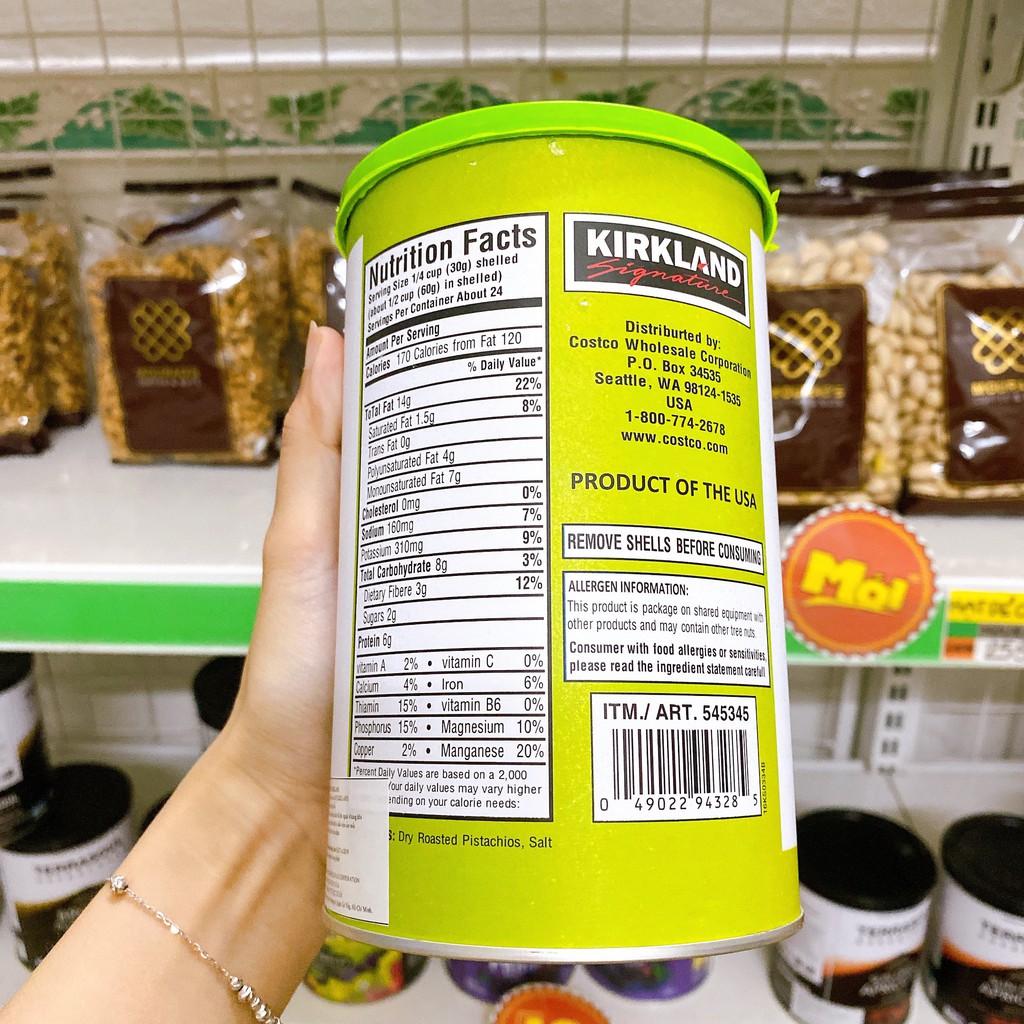 Nutrition Facts
Serving Size 1/4 cup (30g) shelled
(about 1/2 cup (60g) in shelled)
Servings Per Container About 24
Amount Per Serving
Calories 170 Calories from Fat 120
% Daily Value*
ToTal Fat 14g 22%
Saturated Fat 1.5g 8%
Trans Fat 0g
Polyunsaturated Fat 4g
Monounsaturated Fat 7g
Cholesterol 0mg 0%
Sodium 160mg 7%
Potassium 310mg 9%
Total Carbohydrate 8g 3%
Dietary Fibere 3g 12%
Sugars 2g
Protein 6g
vitamin A 2% • vitamin C 0%
Calcium 4% • Iron 6%
Thiamin 15% • vitamin B6 0%
Phosphorus 15% • Magnesium 10%
Copper 2% • Manganese 20%
*Percent Daily Values are based on a 2,000
Your daily values may vary higher
ending on your calorie needs:
S: Dry Roasted Pistachios, Salt
KIRKLAND
Signature
Distriburted by:
Costco Wholesale Corporation
P.O. Box 34535
Seattle, WA 98124-1535
USA
1-800-774-2678
www.costco.com
PRODUCT OF THE USA
REMOVE SHELLS BEFORE CONSUMING
ALLERGEN INFORMATION:
This product is package on shared equipment with
other products and may contain other tree nuts.
Consumer with food allergies or sensitivities,
please read the ingredient statement carefull
ITM./ ART. 545345
0 49022 94328 5
Mới